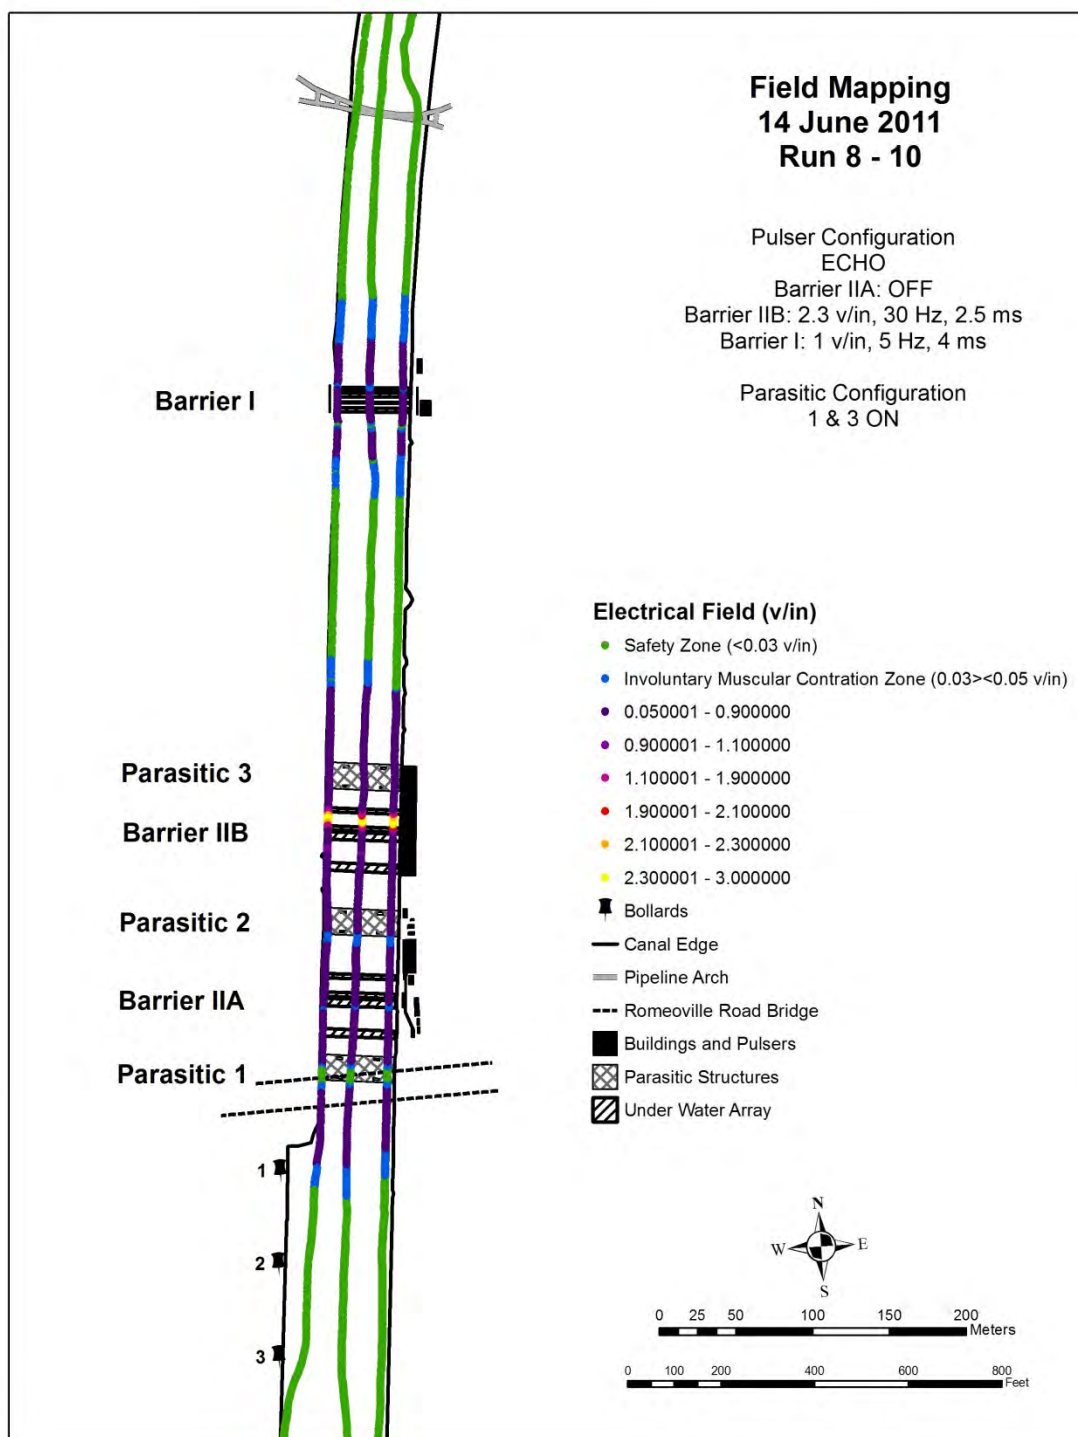 Field Mapping
14 June 2011
Run 8 - 10
Pulser Configuration
ECHO
Barrier IIA: OFF
Barrier IIB: 2.3 v/in, 30 Hz, 2.5 ms
Barrier I: 1 v/in, 5 Hz, 4 ms
Parasitic Configuration
1 & 3 ON
Barrier I
Parasitic 3
Barrier IIB
Parasitic 2
Barrier IIA
Parasitic 1
1
2
3
Electrical Field (v/in)
Safety Zone (<0.03 v/in)
Involuntary Muscular Contration Zone (0.03><0.05 v/in)
0.050001 - 0.900000
0.900001 - 1.100000
1.100001 - 1.900000
1.900001 - 2.100000
2.100001 - 2.300000
2.300001 - 3.000000
Bollards
Canal Edge
Pipeline Arch
Romeoville Road Bridge
Buildings and Pulsers
Parasitic Structures
Under Water Array
N
W E
S
0 25 50 100 150 200
Meters
0 100 200 400 600 800
Feet